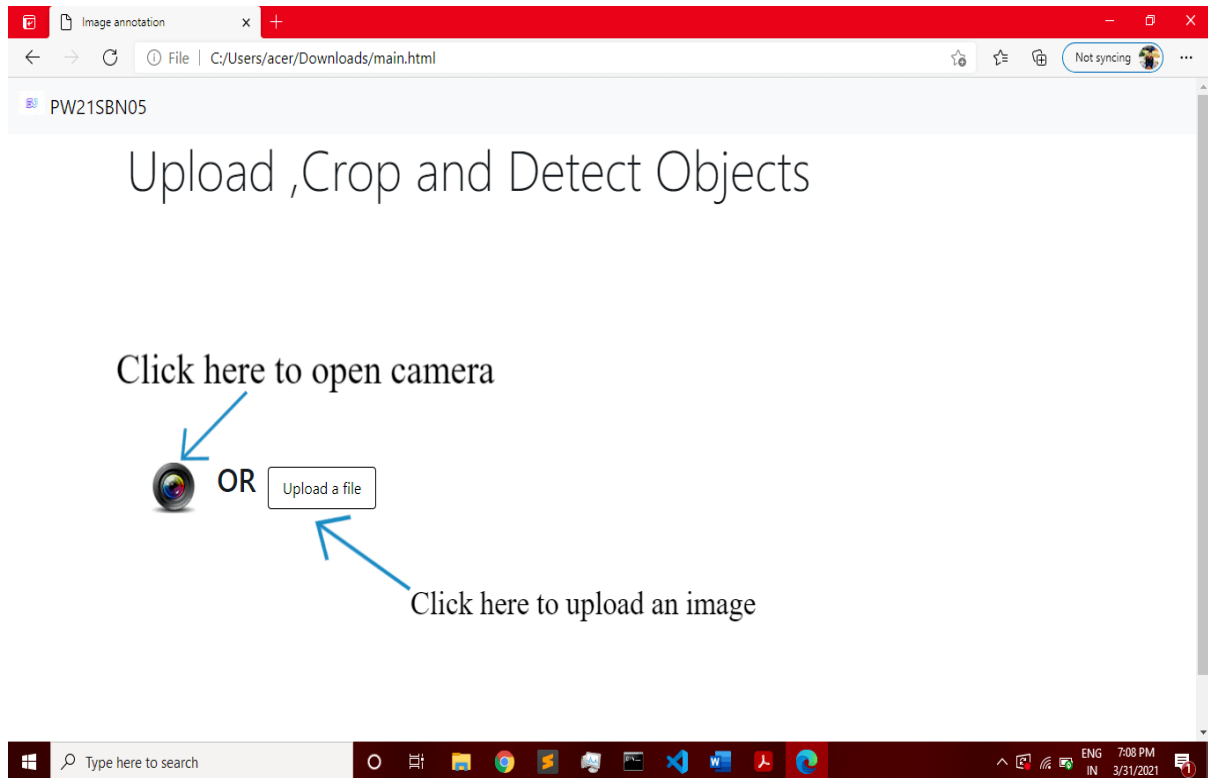 Image annotation
File | C:/Users/acer/Downloads/main.html
Not syncing
PW21SBN05
Upload ,Crop and Detect Objects
Click here to open camera
OR
Upload a file
Click here to upload an image
Type here to search
ENG 7:08 PM
IN 3/31/2021